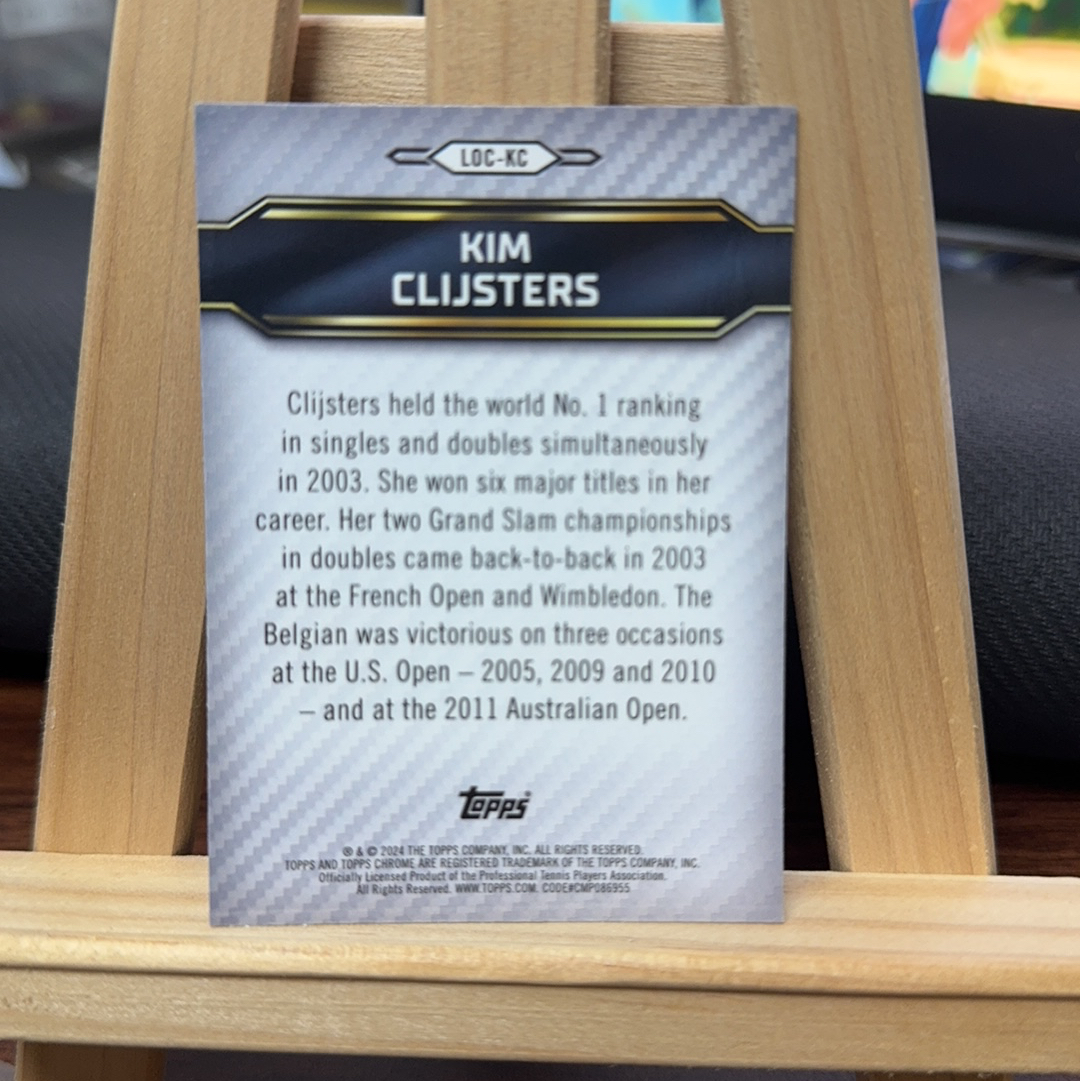 LOC-KC
KIM
CLIJSTERS
Clijsters held the world No. 1 ranking
in singles and doubles simultaneously
in 2003. She won six major titles in her
career. Her two Grand Slam championships
in doubles came back-to-back in 2003
at the French Open and Wimbledon. The
Belgian was victorious on three occasions
at the U.S. Open – 2005, 2009 and 2010
– and at the 2011 Australian Open.
Topps®
® & © 2024 THE TOPPS COMPANY, INC. ALL RIGHTS RESERVED.
TOPPS AND TOPPS CHROME ARE REGISTERED TRADEMARK OF THE TOPPS COMPANY, INC.
Officially Licensed Product of the Professional Tennis Players Association.
All Rights Reserved. WWW.TOPPS.COM. CODE#CMP086955